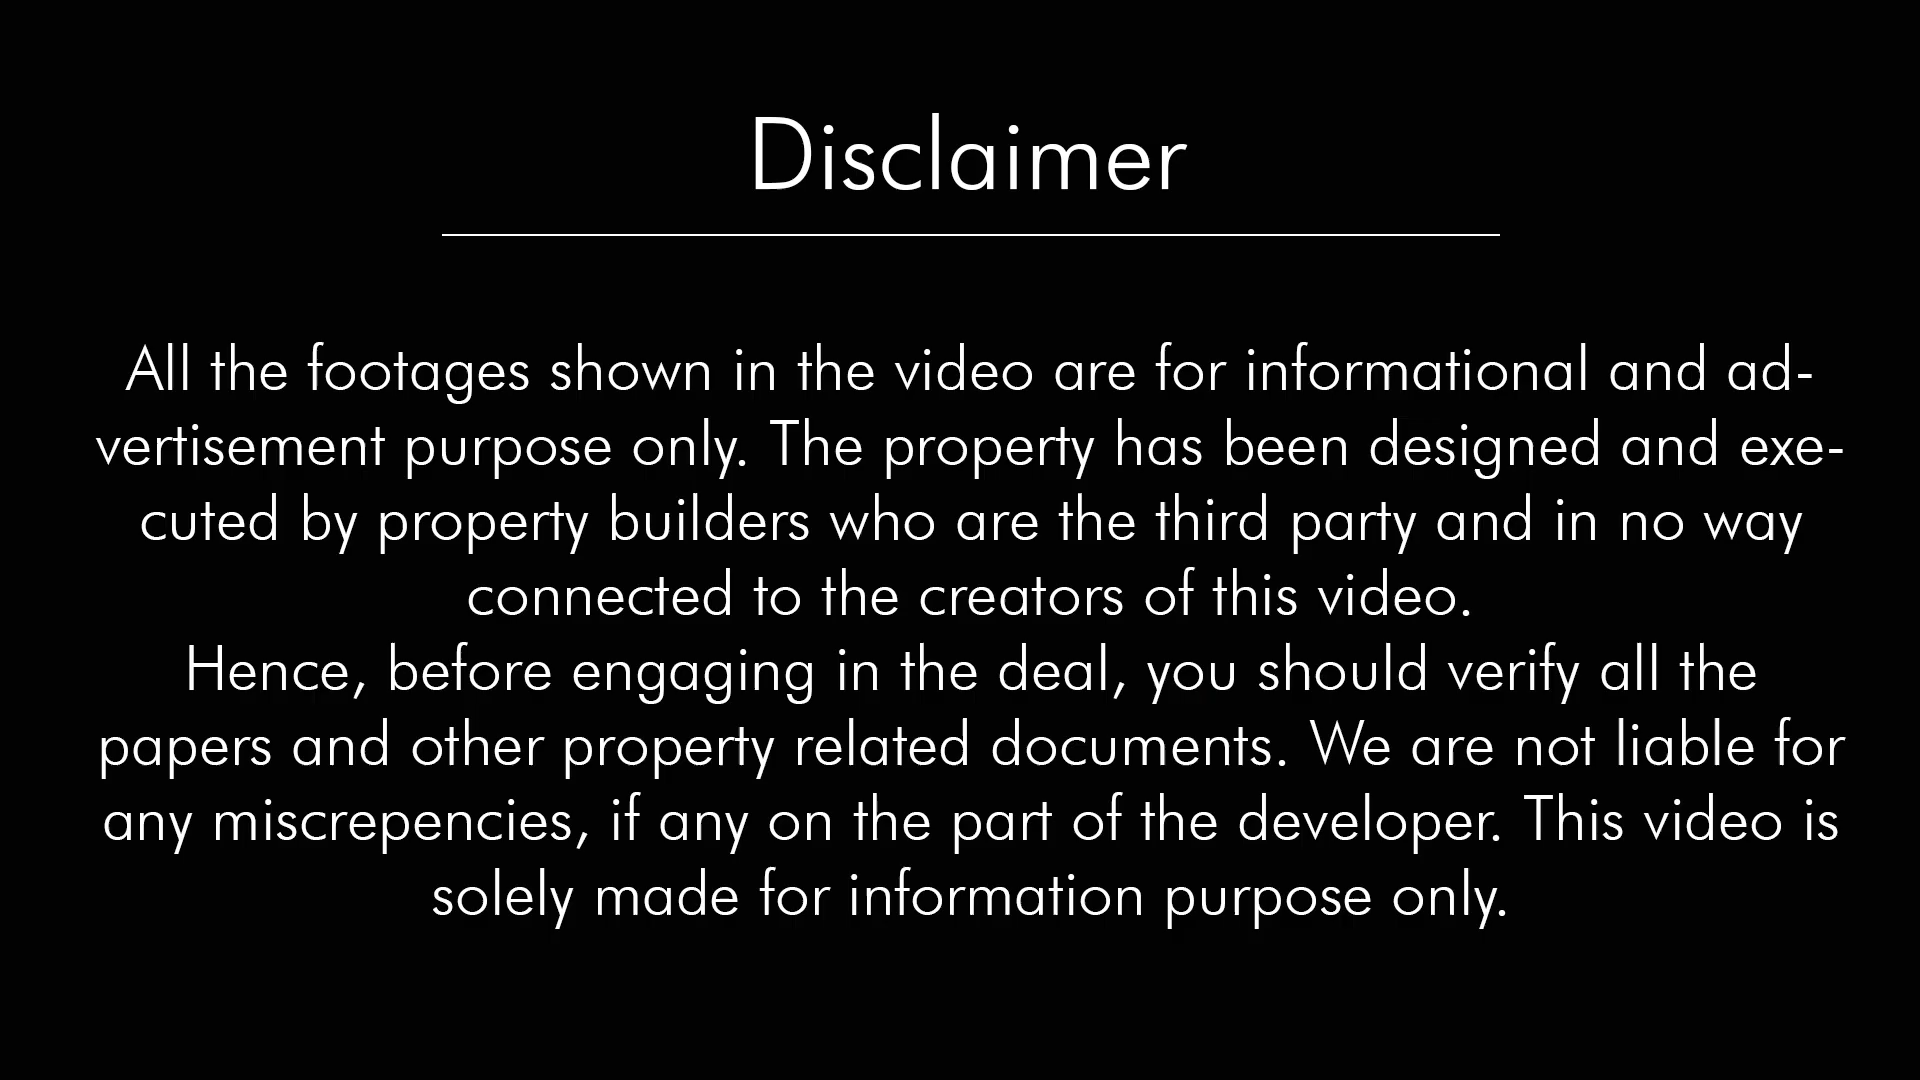 Disclaimer
All the footages shown in the video are for informational and ad-
vertisement purpose only. The property has been designed and exe-
cuted by property builders who are the third party and in no way
connected to the creators of this video.
Hence, before engaging in the deal, you should verify all the
papers and other property related documents. We are not liable for
any miscrepencies, if any on the part of the developer. This video is
solely made for information purpose only.